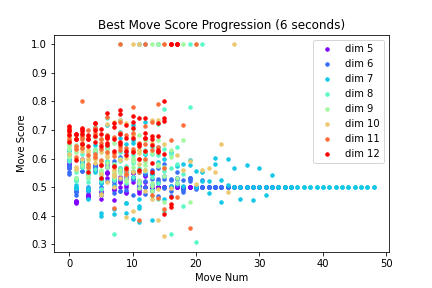 Best Move Score Progression (6 seconds)
1.0
0.9
0.8
0.7
0.6
0.5
0.4
0.3
Move Score
dim 5
dim 6
dim 7
dim 8
dim 9
dim 10
dim 11
dim 12
0 10 20 30 40 50
Move Num